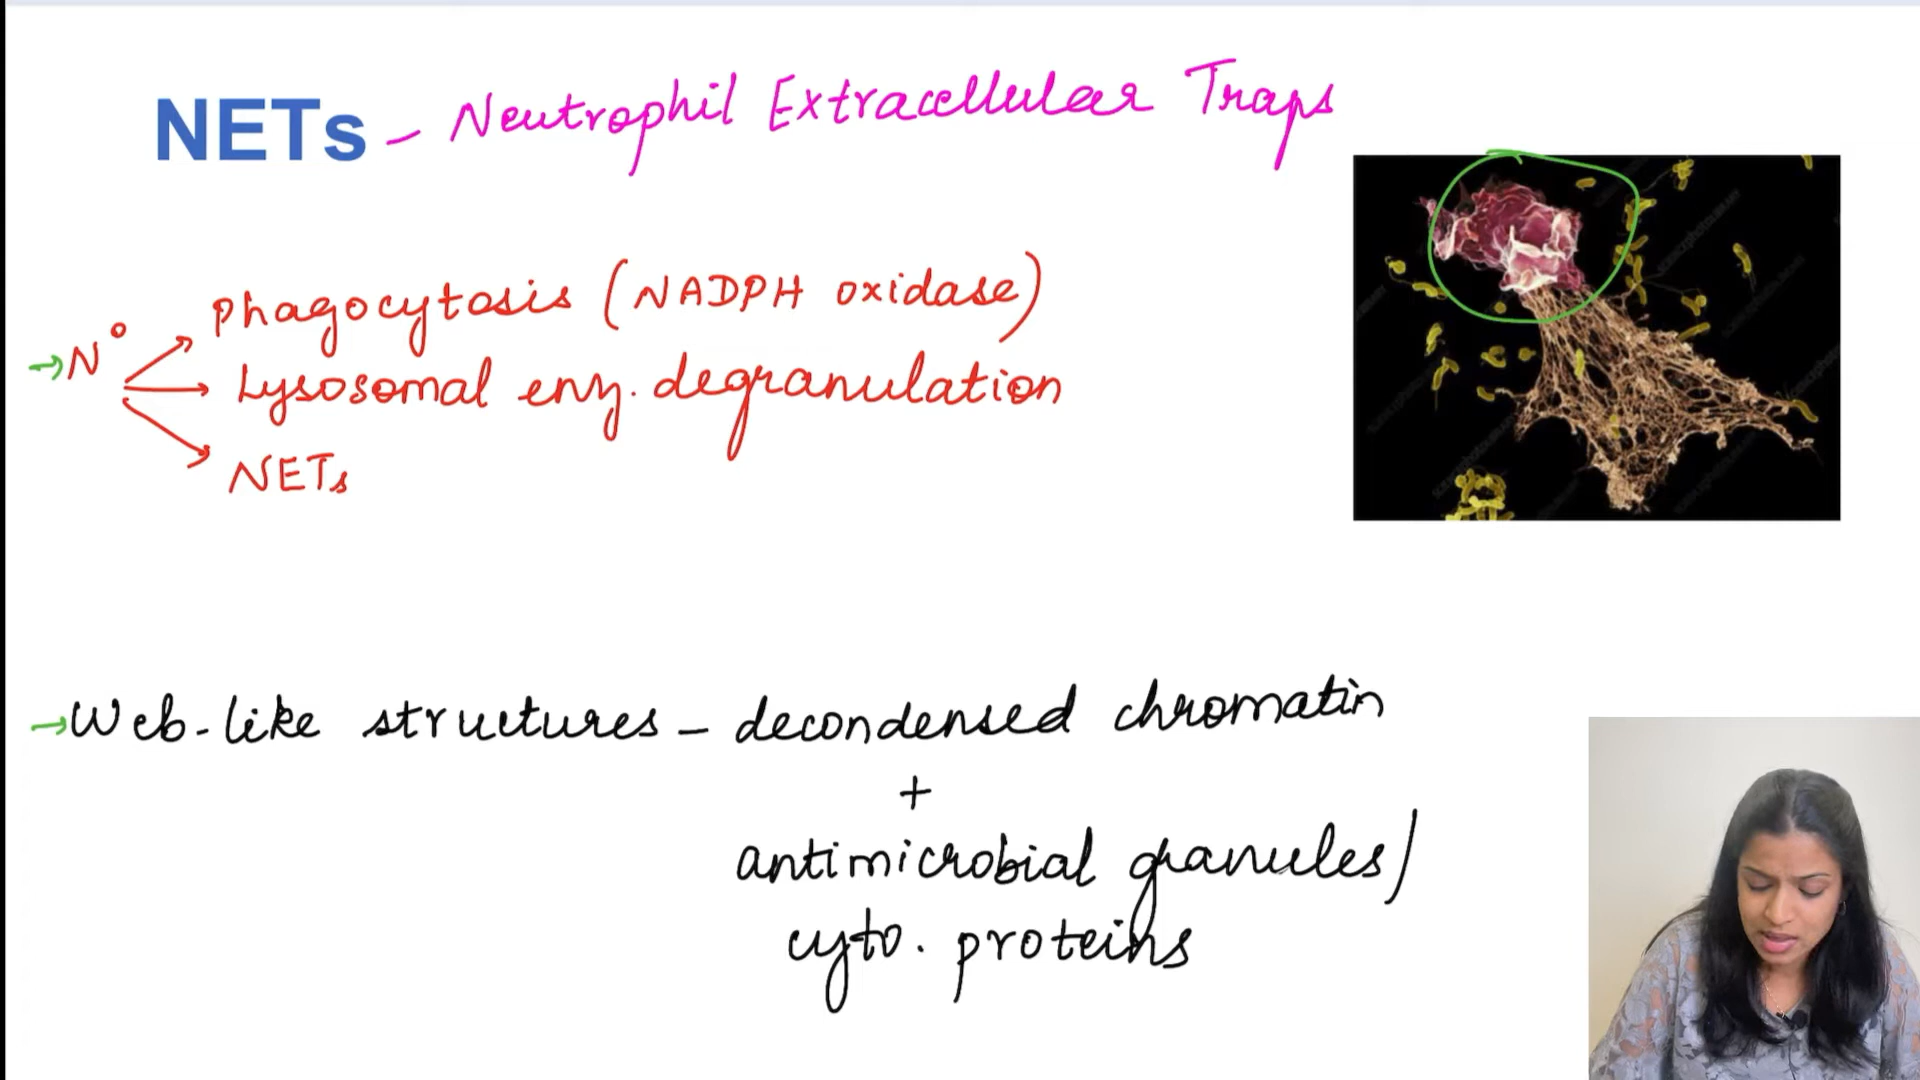 NETs - Neutrophil Extracellular Traps
Phagocytosis (NADPH oxidase)
→ N°
Lysosomal enz. degranulation
NETs
→ Web-like structures - decondensed chromatin
+
antimicrobial granules/
cyto. proteins